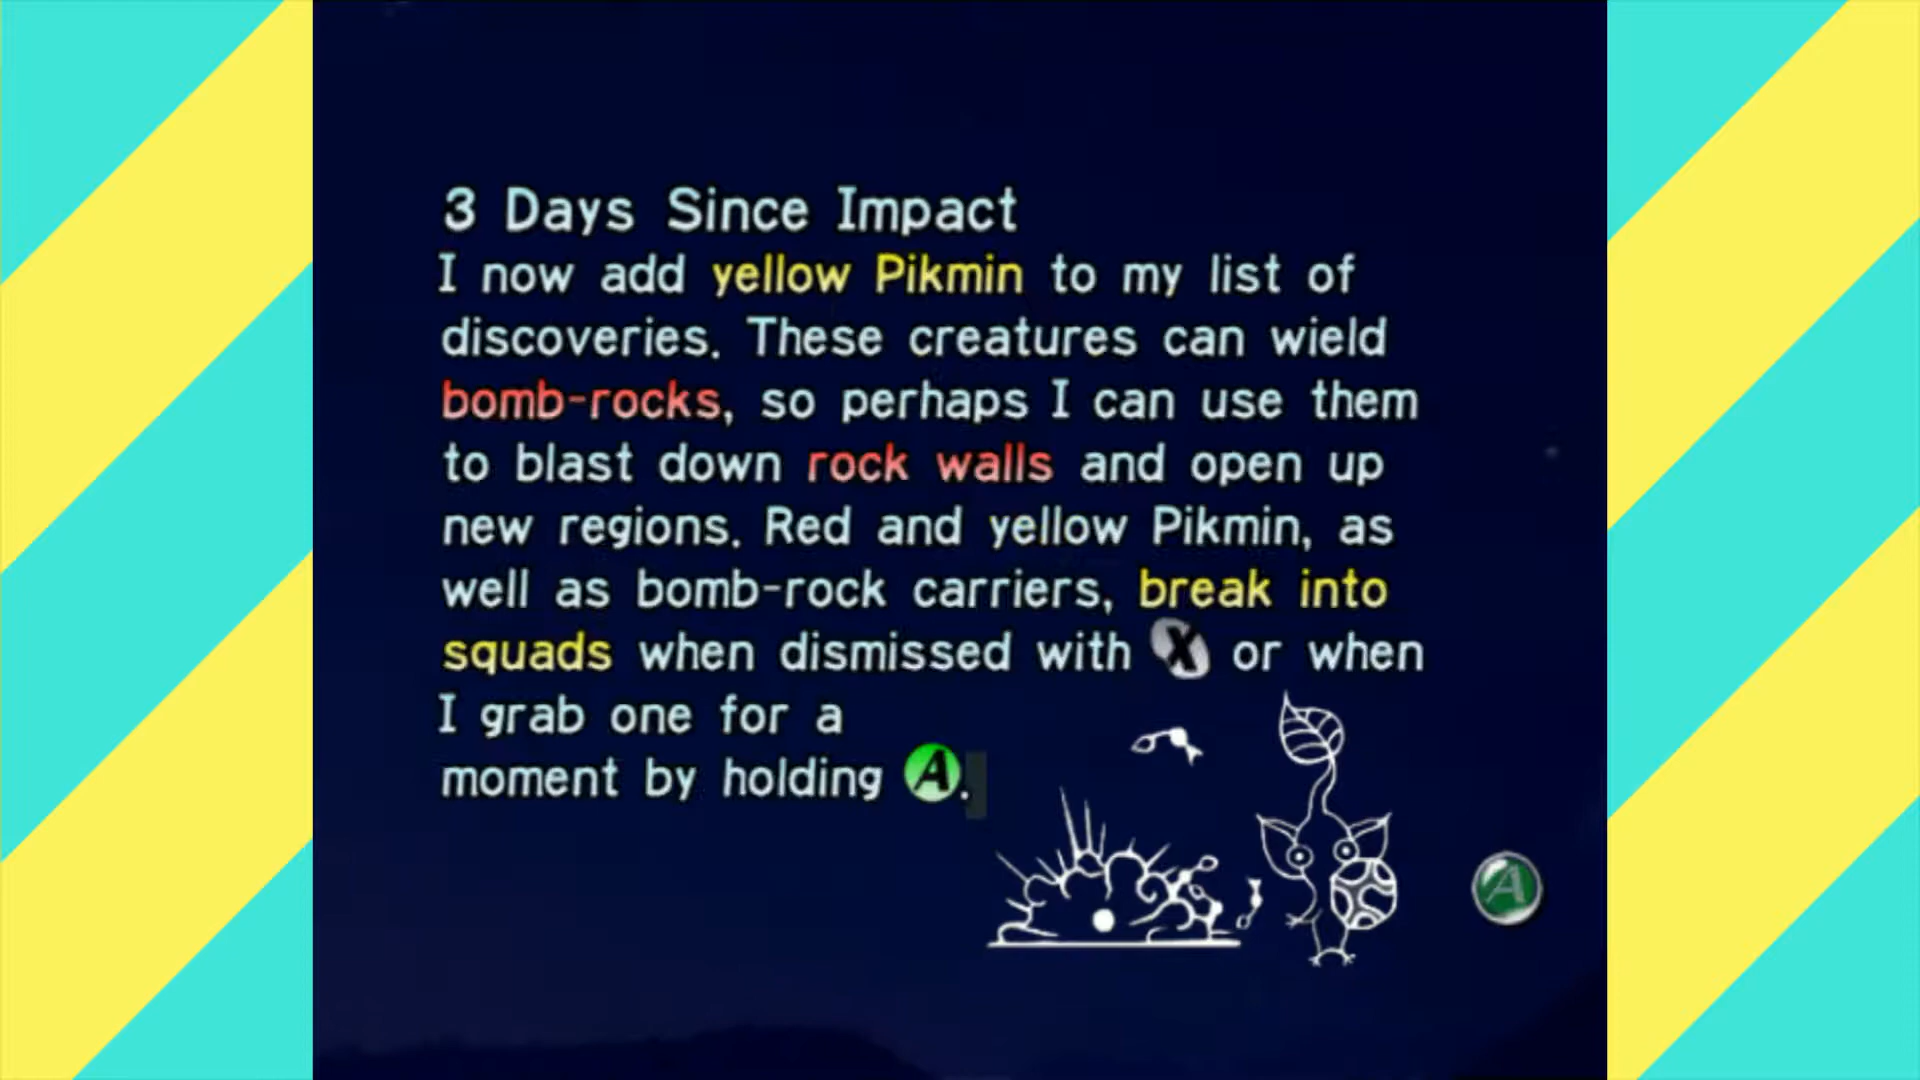 3 Days Since Impact
I now add yellow Pikmin to my list of
discoveries. These creatures can wield
bomb-rocks, so perhaps I can use them
to blast down rock walls and open up
new regions. Red and yellow Pikmin, as
well as bomb-rock carriers, break into
squads when dismissed with X or when
I grab one for a
moment by holding A.
A